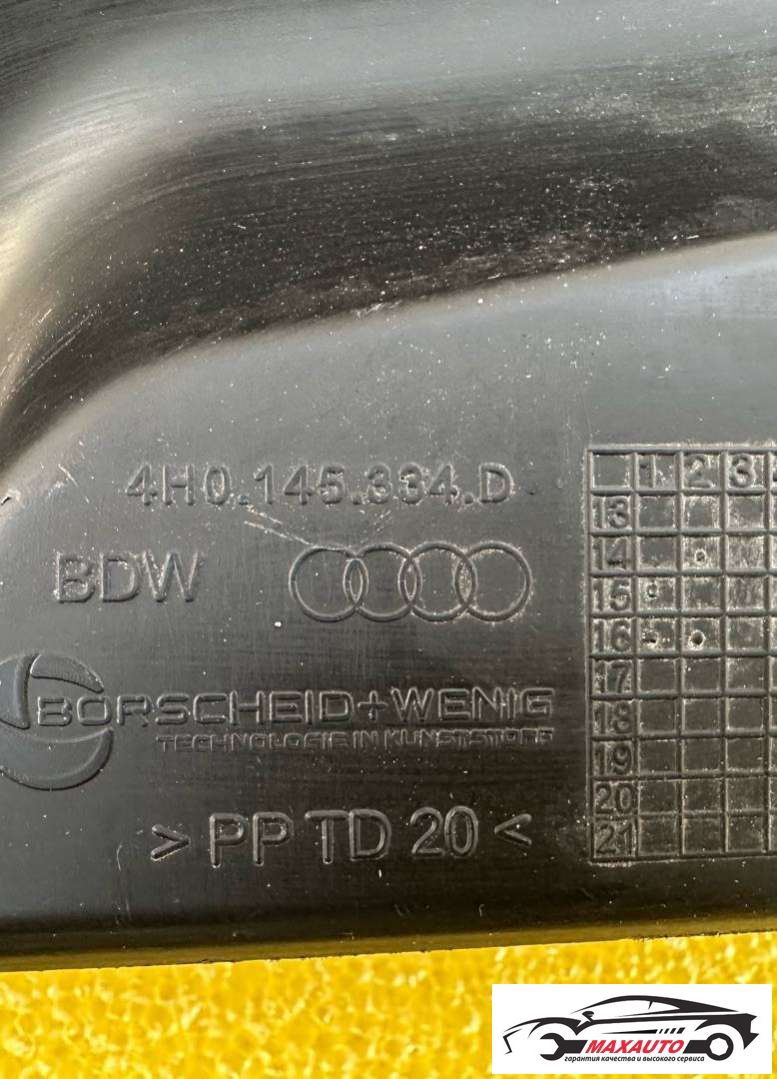 4H0.145.334.D
BDW
BORSCHEID+WENIG
TECHNOLOGIE IN KUNSTSTOFF
> PP TD 20 <
1 2 3
13
14
15
16
17
18
19
20
21
MAXAUTO
гарантия качества и высокого сервиса